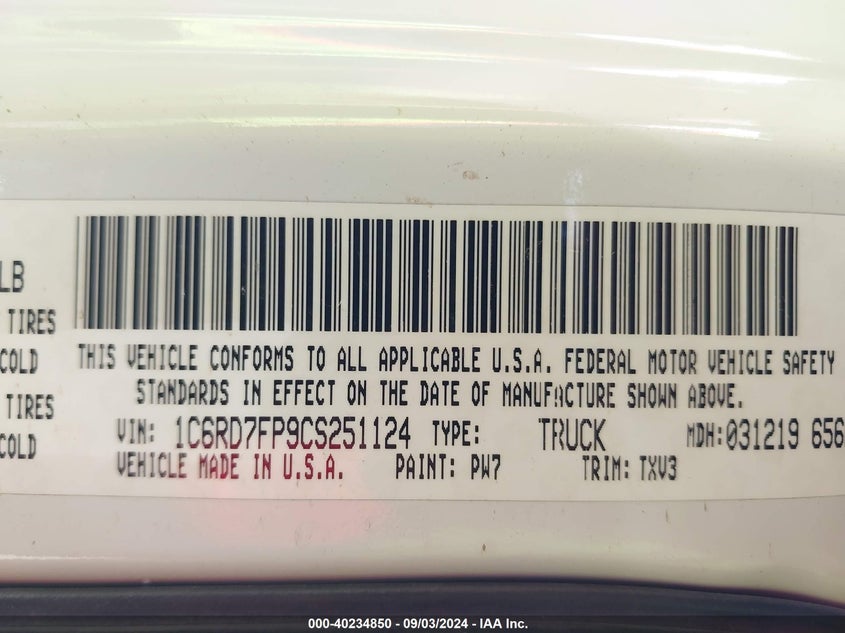 LB
TIRES
COLD
TIRES
COLD
THIS VEHICLE CONFORMS TO ALL APPLICABLE U.S.A. FEDERAL MOTOR VEHICLE SAFETY
STANDARDS IN EFFECT ON THE DATE OF MANUFACTURE SHOWN ABOVE.
VIN: 1C6RD7FP9CS251124 TYPE: TRUCK MDH:031219 656
VEHICLE MADE IN U.S.A. PAINT: PW7 TRIM: TXV3
000-40234850 - 09/03/2024 - IAA Inc.